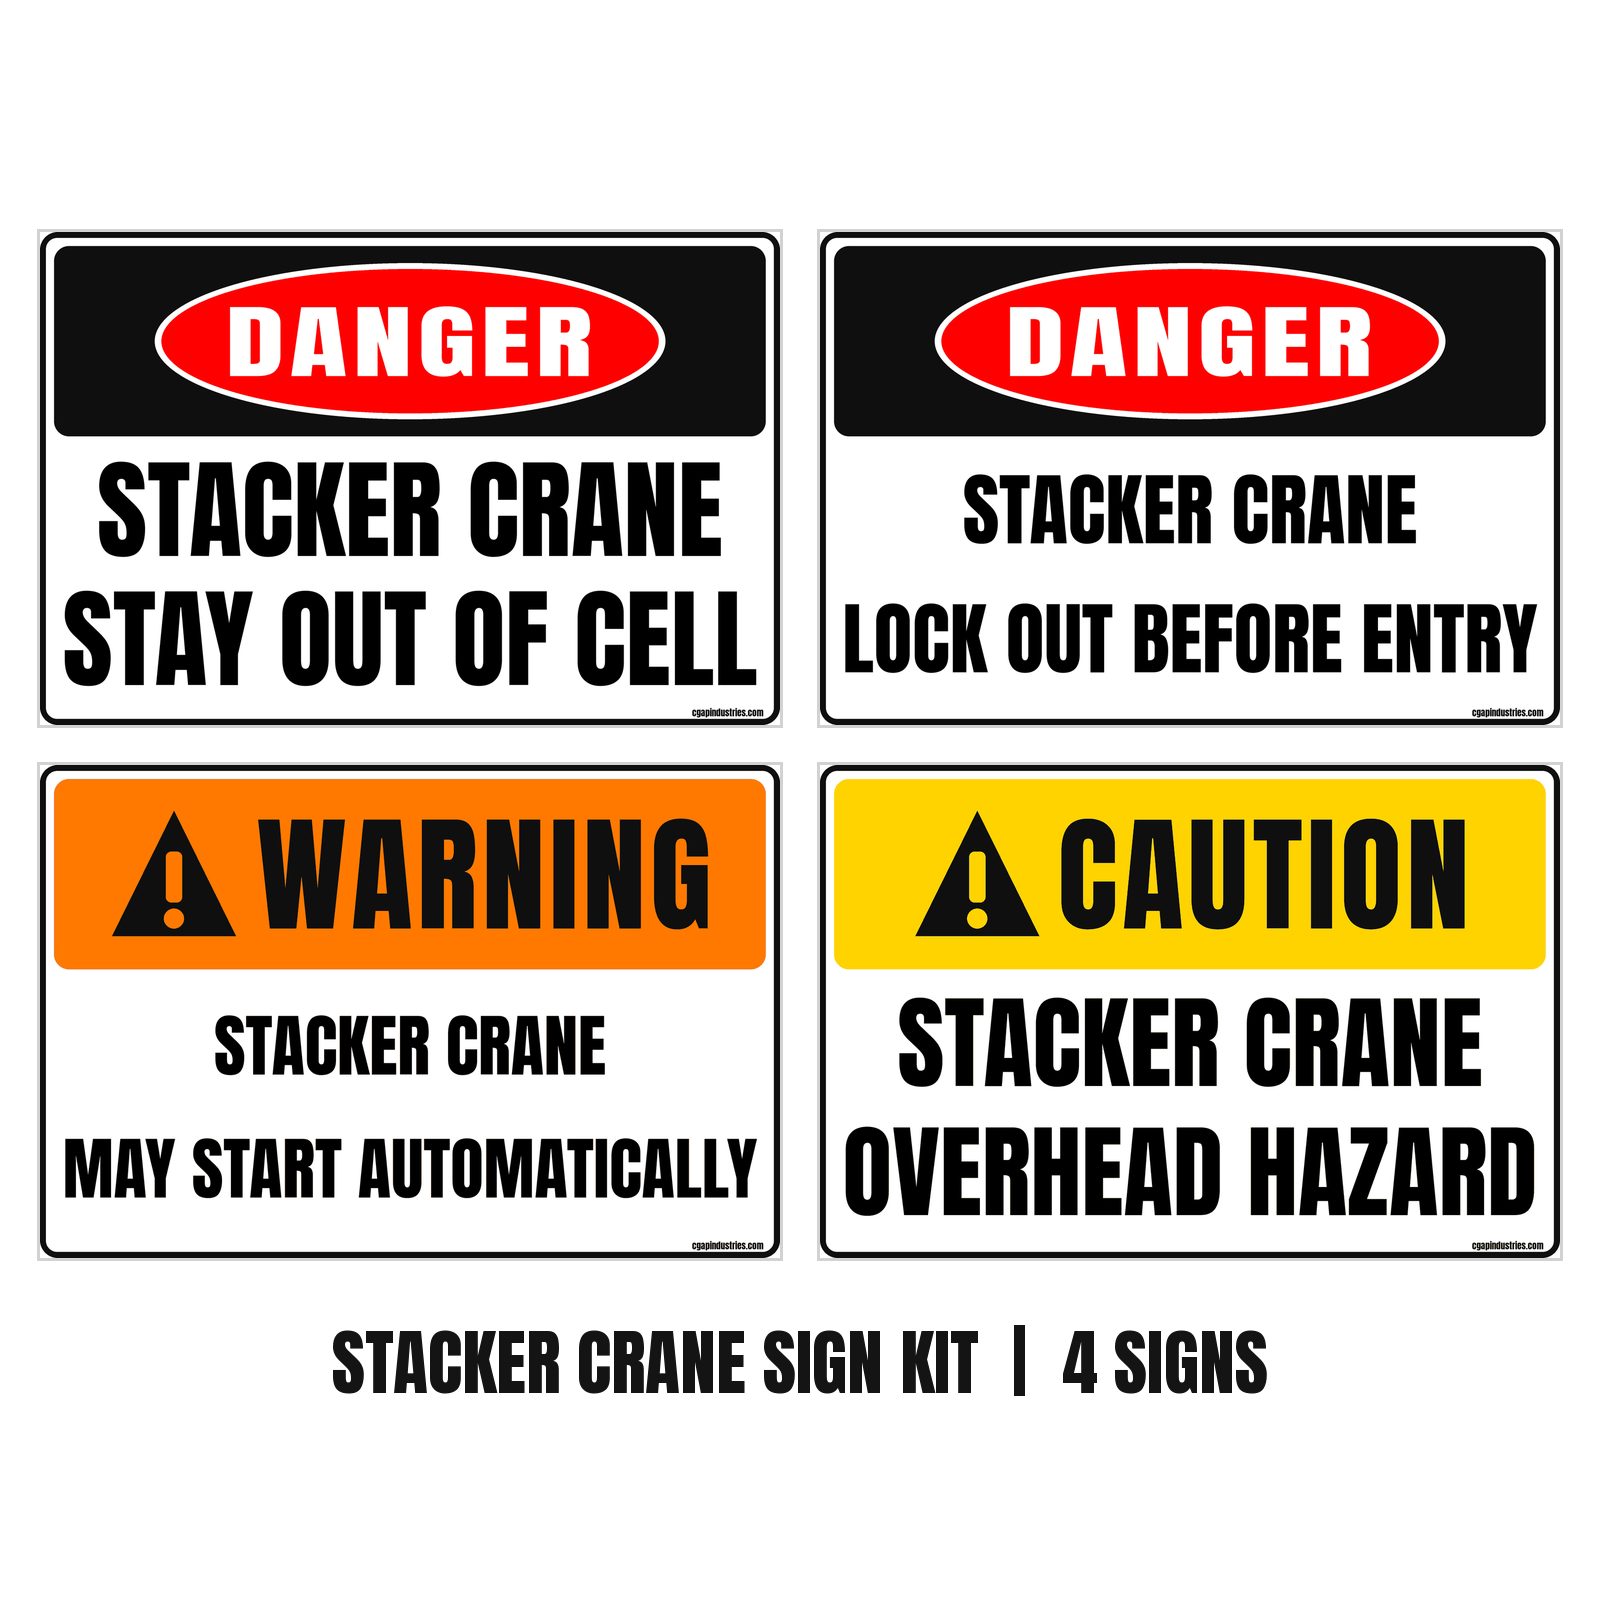 DANGER
STACKER CRANE
STAY OUT OF CELL
cgapindustries.com
DANGER
STACKER CRANE
LOCK OUT BEFORE ENTRY
cgapindustries.com
WARNING
STACKER CRANE
MAY START AUTOMATICALLY
cgapindustries.com
CAUTION
STACKER CRANE
OVERHEAD HAZARD
cgapindustries.com
STACKER CRANE SIGN KIT | 4 SIGNS